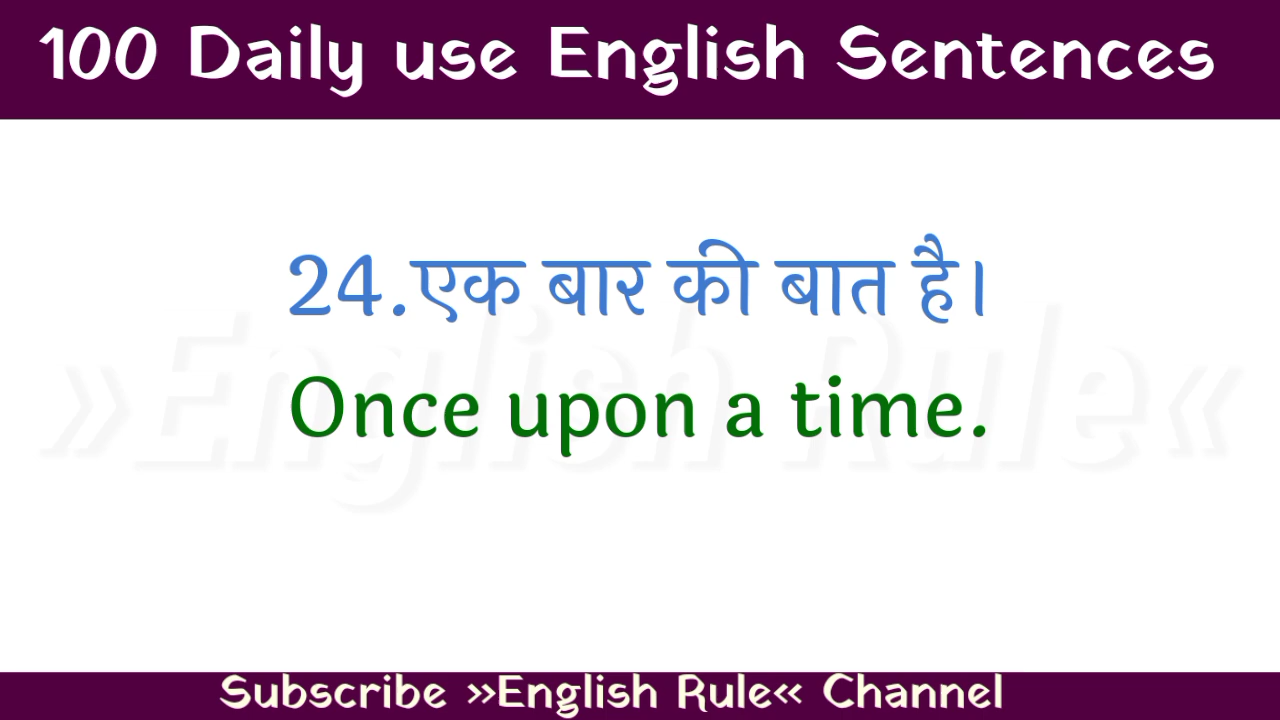 100 Daily use English Sentences
24.एक बार की बात है।
»English Rule«
Once upon a time.
Subscribe »English Rule« Channel